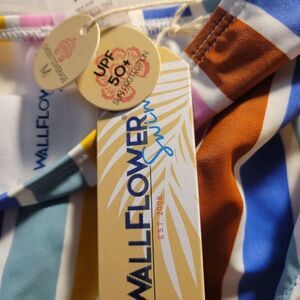 M
UPF
50+
SUN PROTECTION
WALLFLOWER
WALLFLOWER
swim
EST. 2008